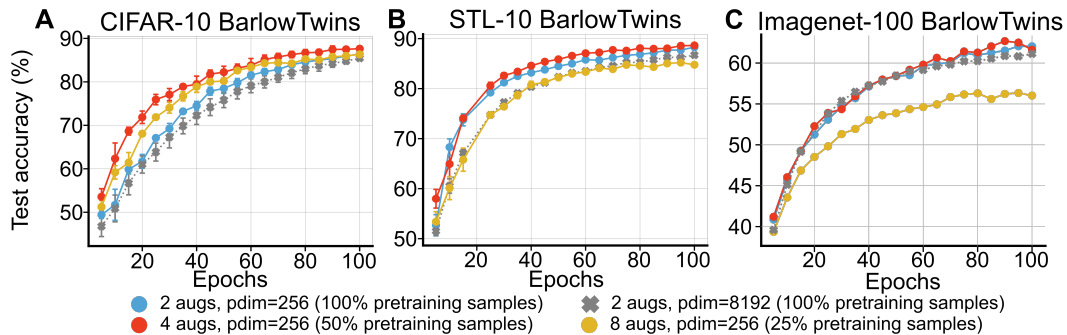 A CIFAR-10 BarlowTwins
B STL-10 BarlowTwins
C Imagenet-100 BarlowTwins
Test accuracy (%)
90
80
70
60
50
20 40 60 80 100
Epochs
90
80
70
60
50
20 40 60 80 100
Epochs
60
55
50
45
40
20 40 60 80 100
Epochs
2 augs, pdim=256 (100% pretraining samples)
4 augs, pdim=256 (50% pretraining samples)
2 augs, pdim=8192 (100% pretraining samples)
8 augs, pdim=256 (25% pretraining samples)